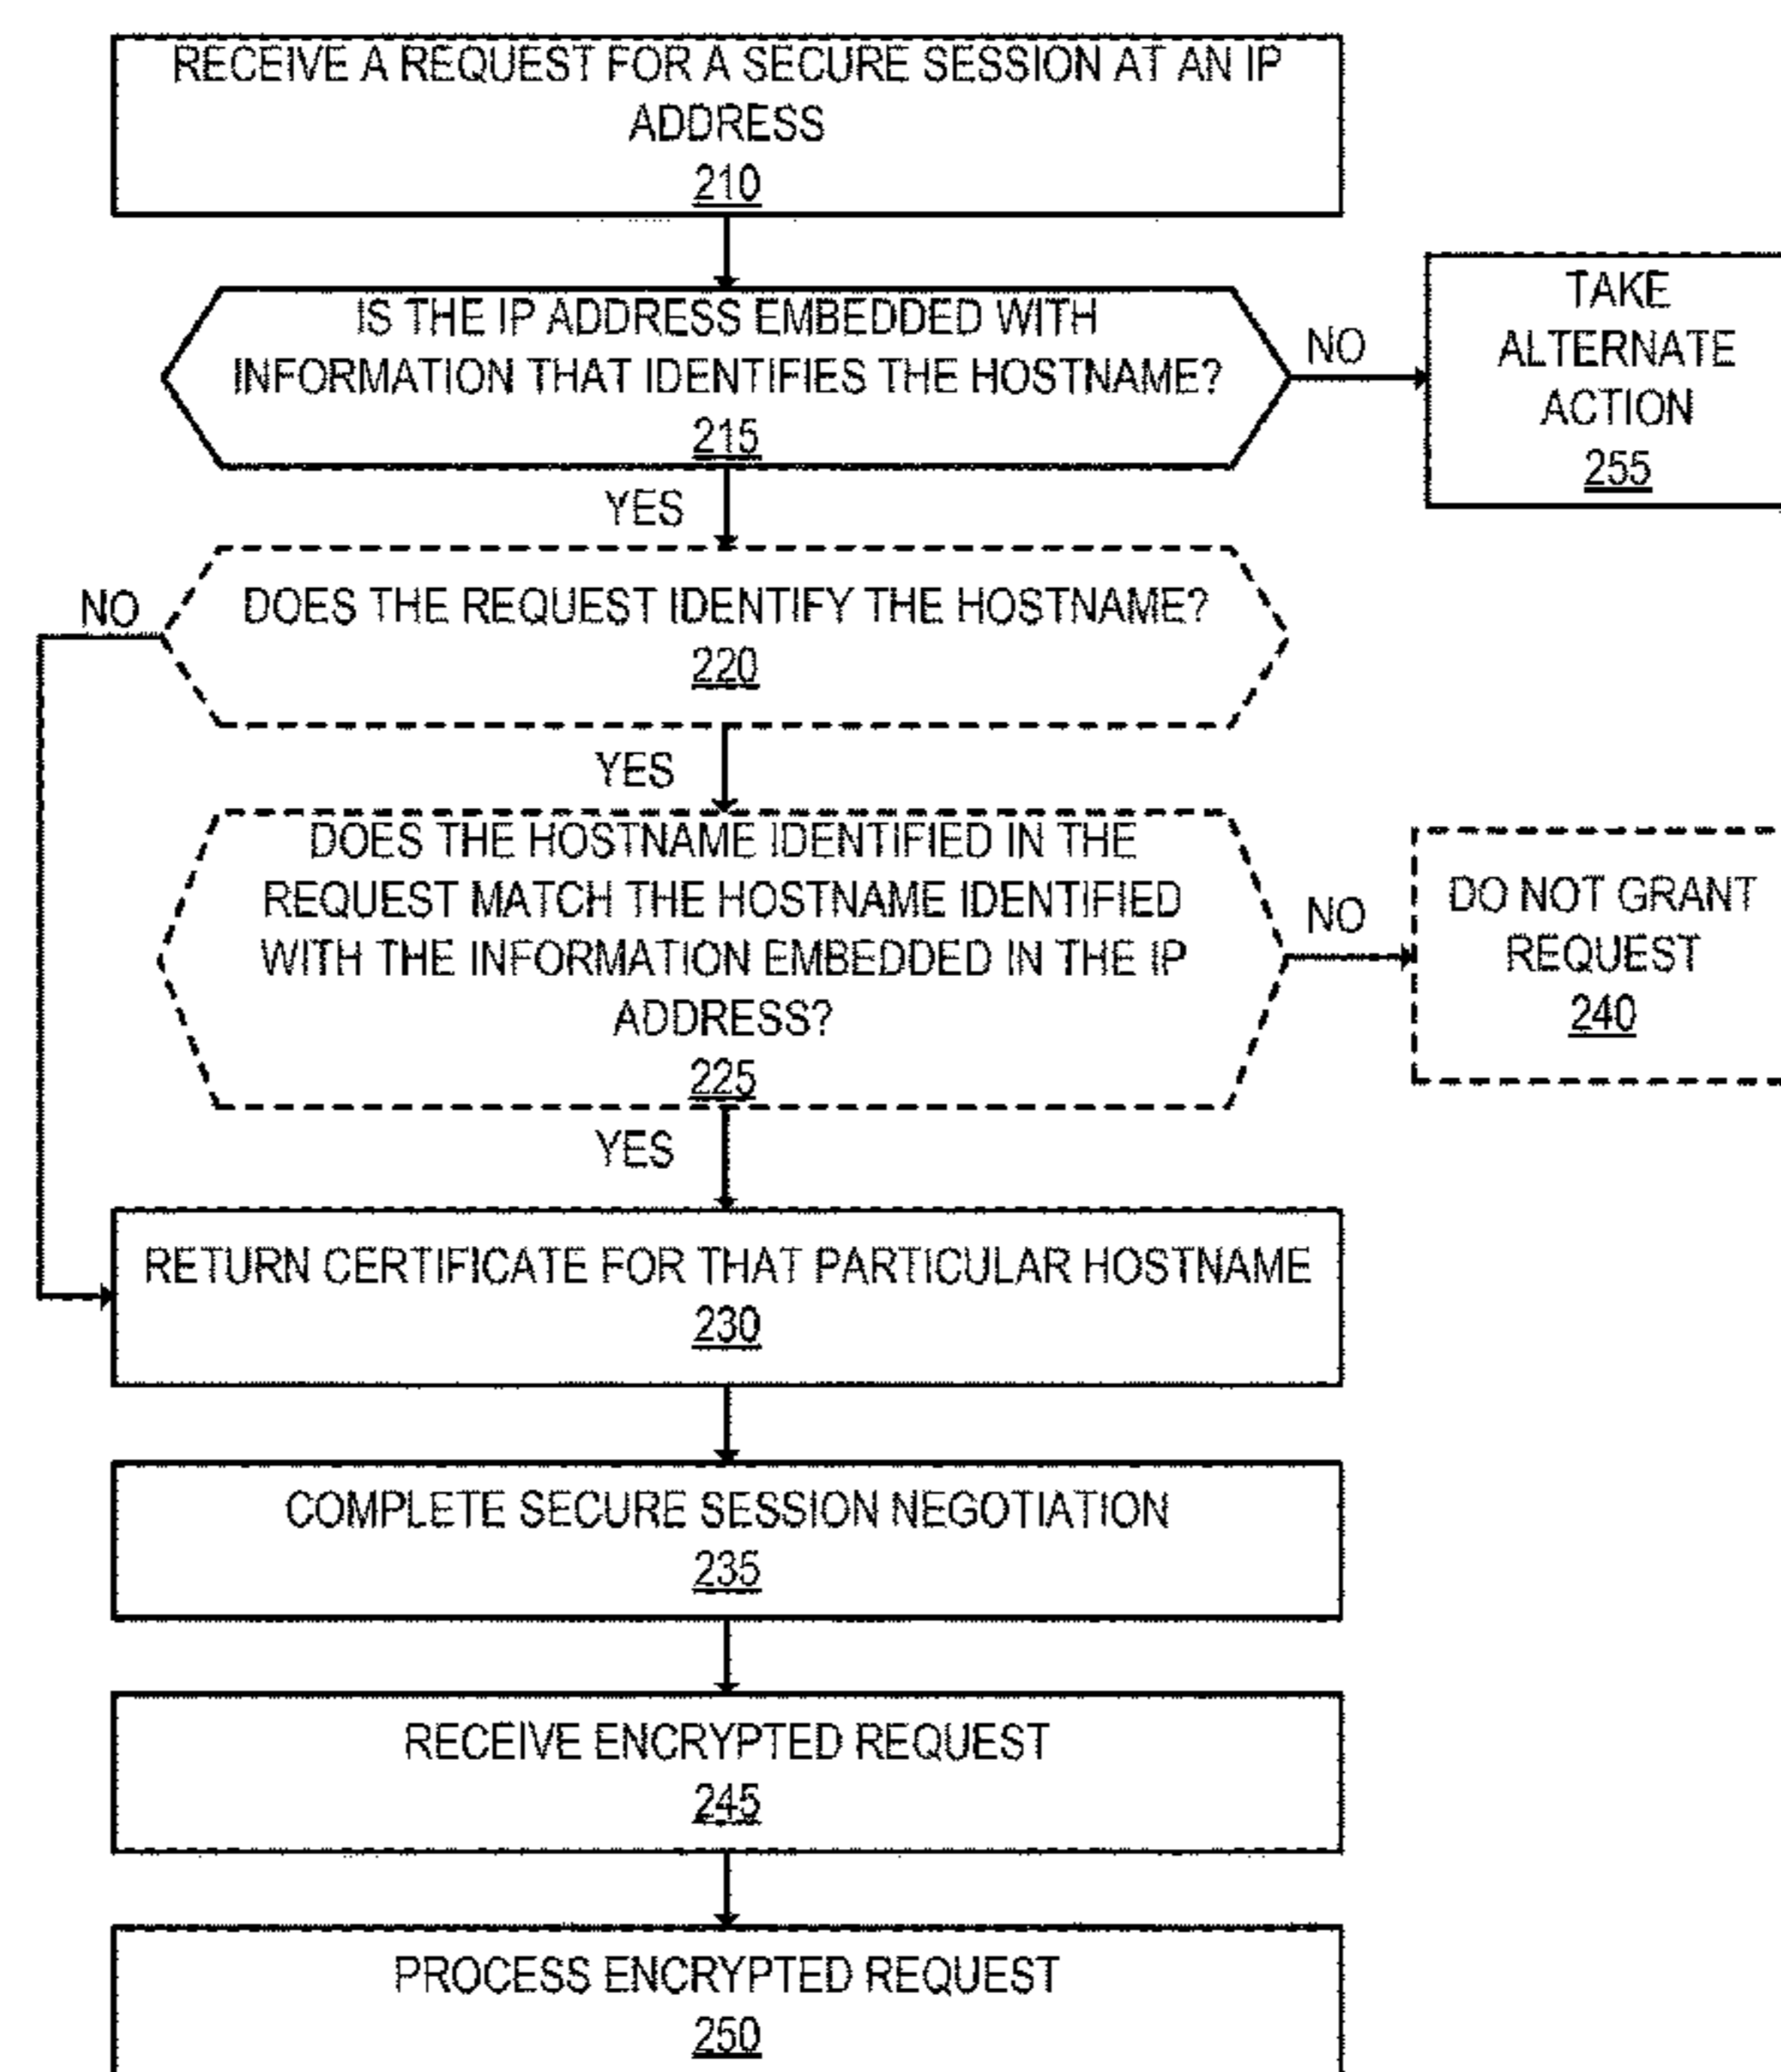 RECEIVE A REQUEST FOR A SECURE SESSION AT AN IP
ADDRESS
210
IS THE IP ADDRESS EMBEDDED WITH
INFORMATION THAT IDENTIFIES THE HOSTNAME?
215
NO
TAKE
ALTERNATE
ACTION
255
YES
NO
DOES THE REQUEST IDENTIFY THE HOSTNAME?
220
YES
DOES THE HOSTNAME IDENTIFIED IN THE
REQUEST MATCH THE HOSTNAME IDENTIFIED
WITH THE INFORMATION EMBEDDED IN THE IP
ADDRESS?
225
NO
DO NOT GRANT
REQUEST
240
YES
RETURN CERTIFICATE FOR THAT PARTICULAR HOSTNAME
230
COMPLETE SECURE SESSION NEGOTIATION
235
RECEIVE ENCRYPTED REQUEST
245
PROCESS ENCRYPTED REQUEST
250